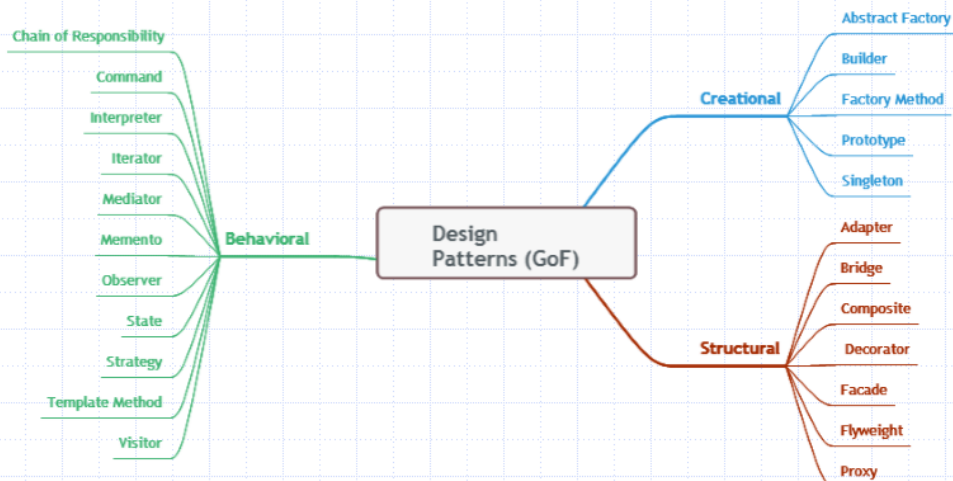 Design
Patterns (GoF)
Creational
Abstract Factory
Builder
Factory Method
Prototype
Singleton
Structural
Adapter
Bridge
Composite
Decorator
Facade
Flyweight
Proxy
Behavioral
Chain of Responsibility
Command
Interpreter
Iterator
Mediator
Memento
Observer
State
Strategy
Template Method
Visitor